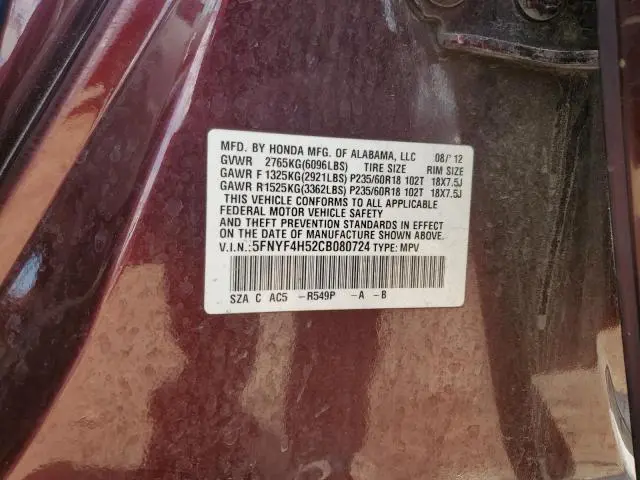 MFD. BY HONDA MFG. OF ALABAMA, LLC 08/'12
GVWR 2765KG(6096LBS) TIRE SIZE RIM SIZE
GAWR F 1325KG(2921LBS) P235/60R18 102T 18X7.5J
GAWR R1525KG(3362LBS) P235/60R18 102T 18X7.5J
THIS VEHICLE CONFORMS TO ALL APPLICABLE
FEDERAL MOTOR VEHICLE SAFETY
AND THEFT PREVENTION STANDARDS IN EFFECT ON
THE DATE OF MANUFACTURE SHOWN ABOVE.
V.I.N.:5FNYF4H52CB080724 TYPE: MPV
SZA C AC5 -R549P -A -B